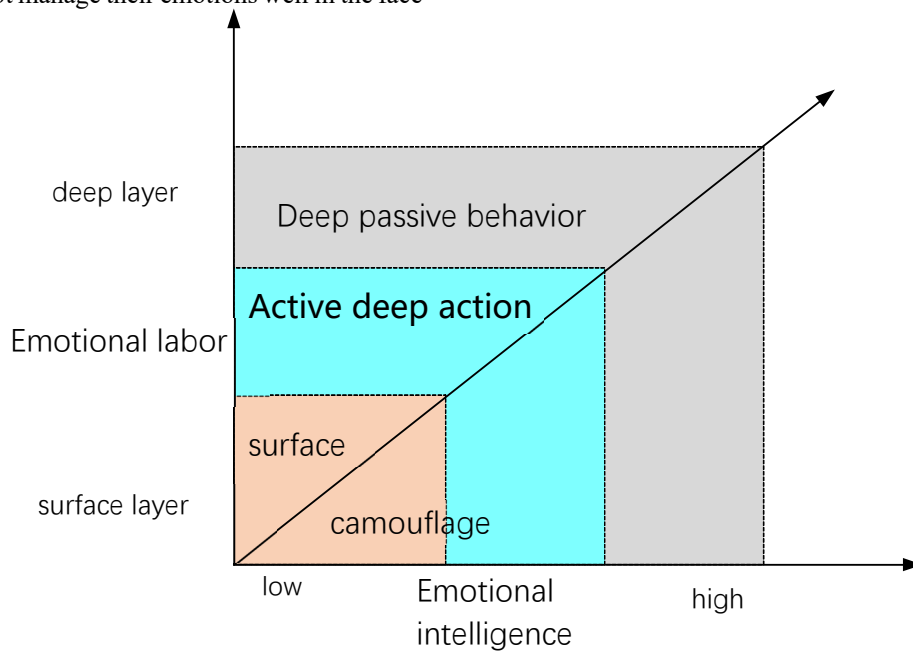 manage their emotions well in the face
deep layer
Deep passive behavior
Active deep action
Emotional labor
surface
surface layer
camouflage
low
Emotional
intelligence
high